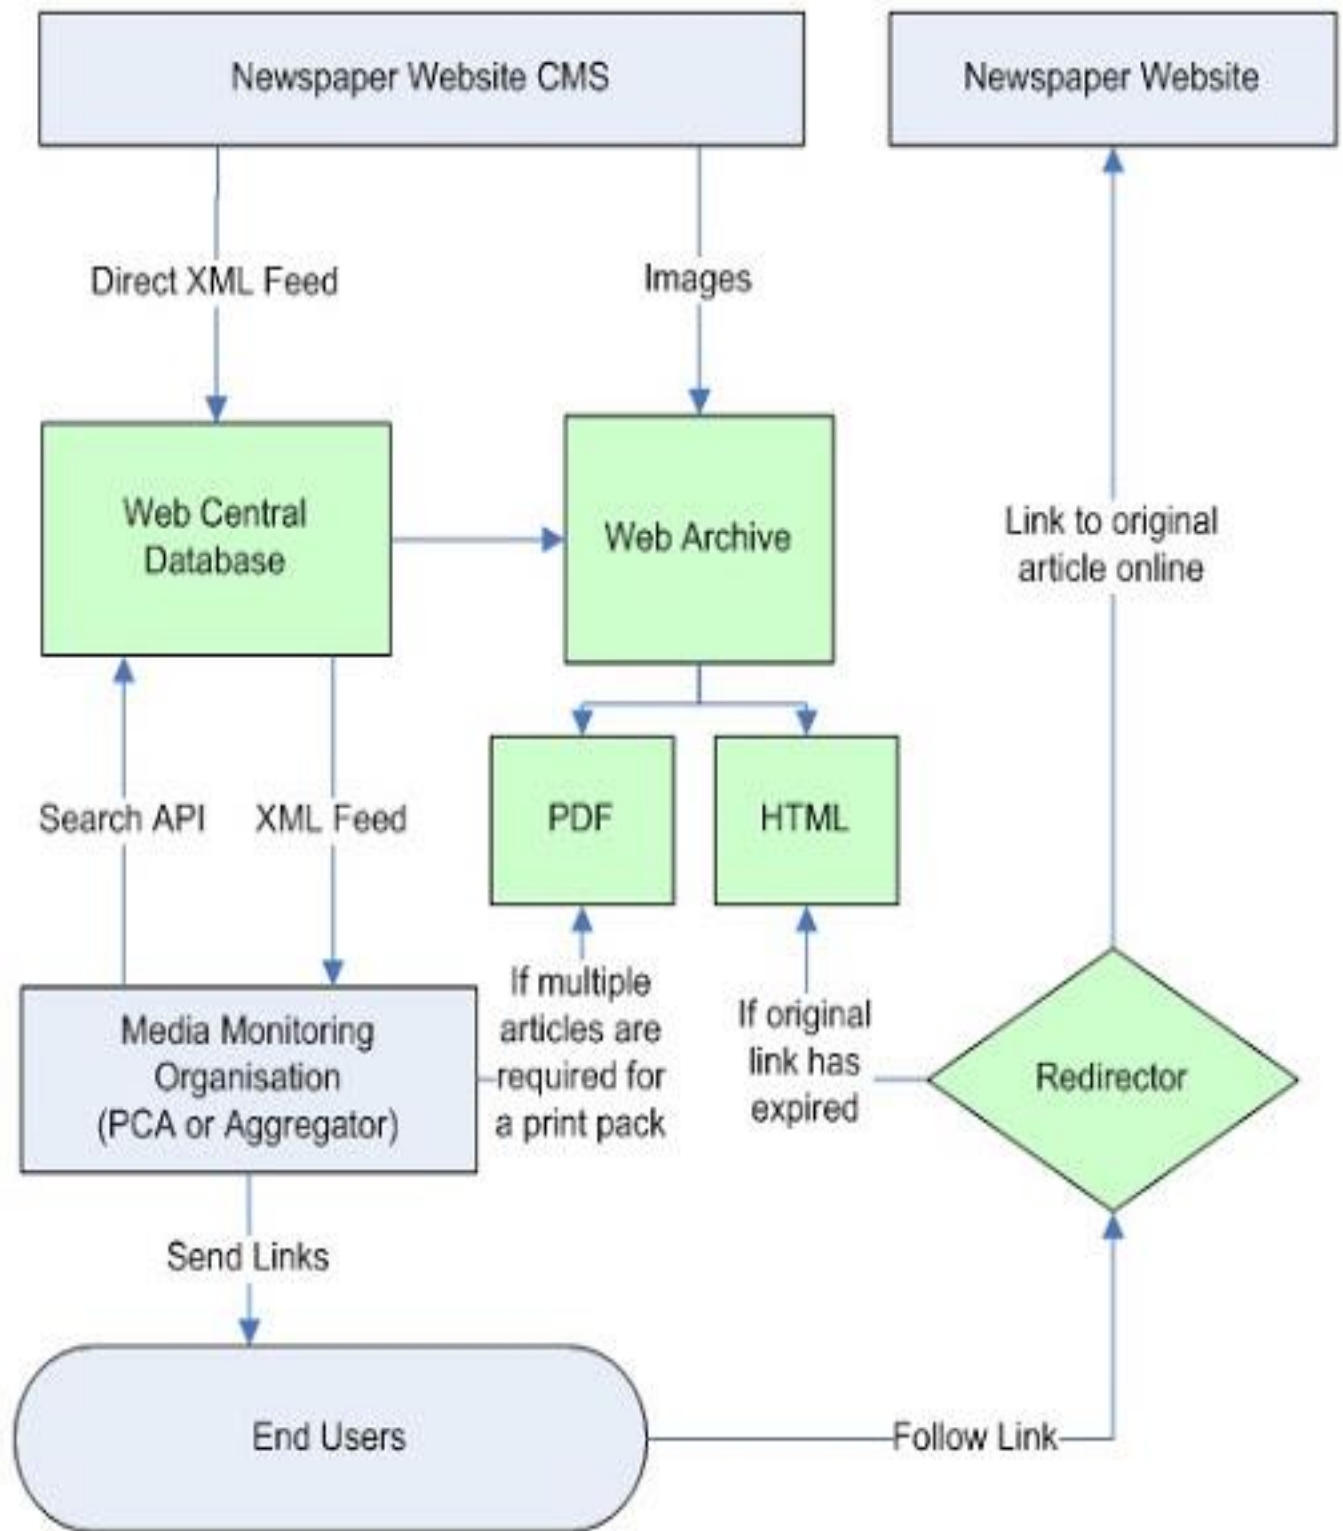 Newspaper Website CMS
Newspaper Website
Direct XML Feed
Images
Web Central
Database
Web Archive
Link to original
article online
Search API
XML Feed
PDF
HTML
If multiple
articles are
required for
a print pack
If original
link has
expired
Media Monitoring
Organisation
(PCA or Aggregator)
Redirector
Send Links
End Users
Follow Link